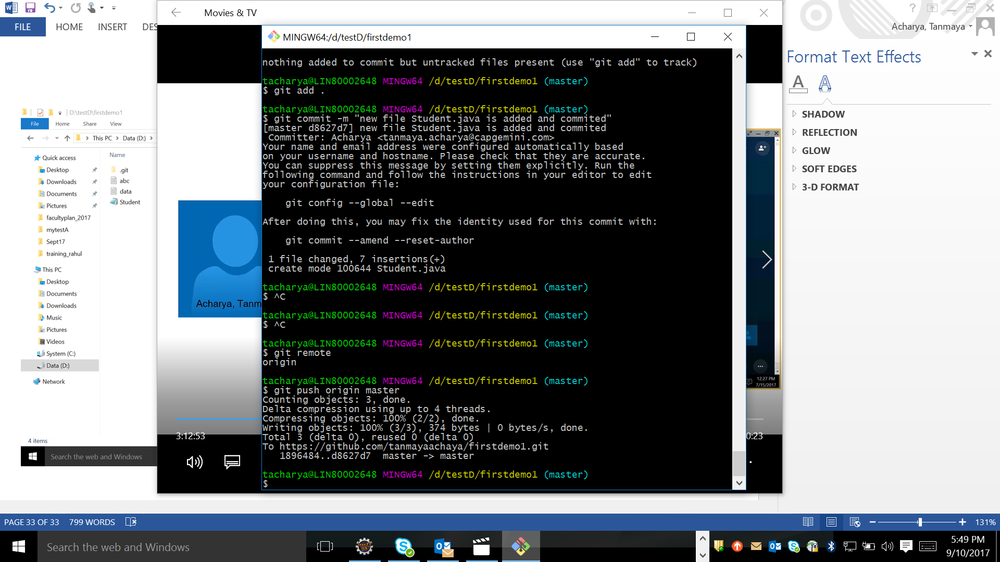 Movies & TV
FILE
HOME
INSERT
DES
Acharya, Tanmaya
MINGW64:/d/testD/firstdemo1
nothing added to commit but untracked files present (use "git add" to track)
tacharya@LIN80002648 MINGW64 /d/testD/firstdemo1 (master)
$ git add .
tacharya@LIN80002648 MINGW64 /d/testD/firstdemo1 (master)
$ git commit -m "new file Student.java is added and commited"
[master d8627d7] new file Student.java is added and commited
Committer: Acharya <tanmaya.acharya@capgemini.com>
Your name and email address were configured automatically based
on your username and hostname. Please check that they are accurate.
You can suppress this message by setting them explicitly. Run the
following command and follow the instructions in your editor to edit
your configuration file:
git config --global --edit
After doing this, you may fix the identity used for this commit with:
git commit --amend --reset-author
1 file changed, 7 insertions(+)
create mode 100644 Student.java
tacharya@LIN80002648 MINGW64 /d/testD/firstdemo1 (master)
$ ^C
tacharya@LIN80002648 MINGW64 /d/testD/firstdemo1 (master)
$ ^C
tacharya@LIN80002648 MINGW64 /d/testD/firstdemo1 (master)
$ git remote
origin
tacharya@LIN80002648 MINGW64 /d/testD/firstdemo1 (master)
$ git push origin master
Counting objects: 3, done.
Delta compression using up to 4 threads.
Compressing objects: 100% (2/2), done.
Writing objects: 100% (3/3), 374 bytes | 0 bytes/s, done.
Total 3 (delta 0), reused 0 (delta 0)
To https://github.com/tanmayaachaya/firstdemo1.git
1896484..d8627d7  master -> master
tacharya@LIN80002648 MINGW64 /d/testD/firstdemo1 (master)
$
Format Text Effects
SHADOW
REFLECTION
GLOW
SOFT EDGES
3-D FORMAT
D:\testD\firstdemo1
File
Home
Share
View
This PC
Data (D:)
Name
Quick access
Desktop
Downloads
Documents
Pictures
facultyplan_2017
mytestA
Sept17
training_rahul
This PC
Desktop
Documents
Downloads
Music
Pictures
Videos
System (C:)
Data (D:)
Network
.git
abc
data
Student
4 items
Search the web and Windows
Acharya, Tanm
3:12:53
0:23
12:27 PM
7/15/2017
PAGE 33 OF 33
799 WORDS
131%
Search the web and Windows
5:49 PM
9/10/2017